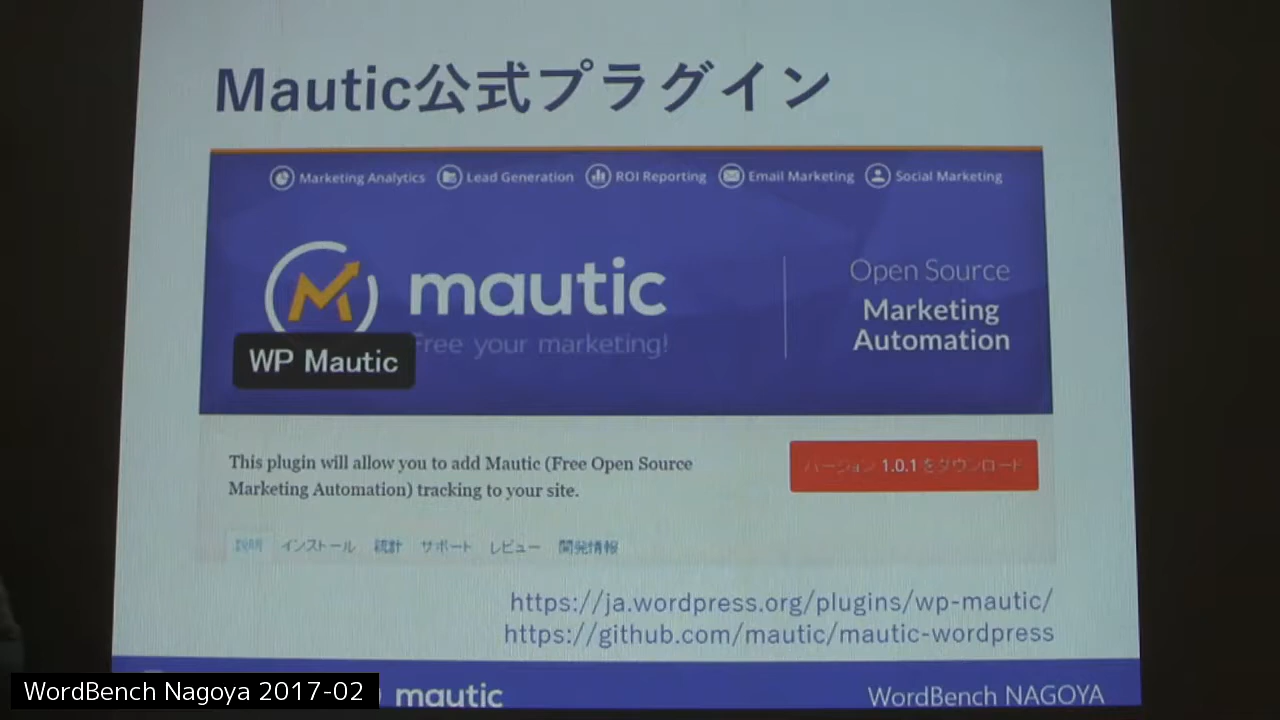 Mautic公式プラグイン
Marketing Analytics Lead Generation ROI Reporting Email Marketing Social Marketing
mautic
Free your marketing!
Open Source
Marketing
Automation
WP Mautic
This plugin will allow you to add Mautic (Free Open Source
Marketing Automation) tracking to your site.
バージョン 1.0.1 をダウンロード
説明 インストール 統計 サポート レビュー 開発情報
https://ja.wordpress.org/plugins/wp-mautic/
https://github.com/mautic/mautic-wordpress
WordBench Nagoya 2017-02
mautic
WordBench NAGOYA